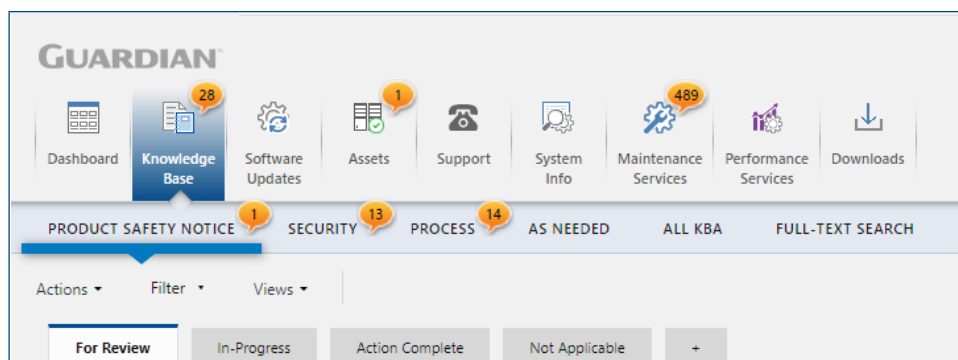 GUARDIAN™
28
1
489
Dashboard
Knowledge
Base
Software
Updates
Assets
Support
System
Info
Maintenance
Services
Performance
Services
Downloads
PRODUCT SAFETY NOTICE 1 SECURITY 13 PROCESS 14 AS NEEDED ALL KBA FULL-TEXT SEARCH
Actions Filter Views
For Review In-Progress Action Complete Not Applicable +